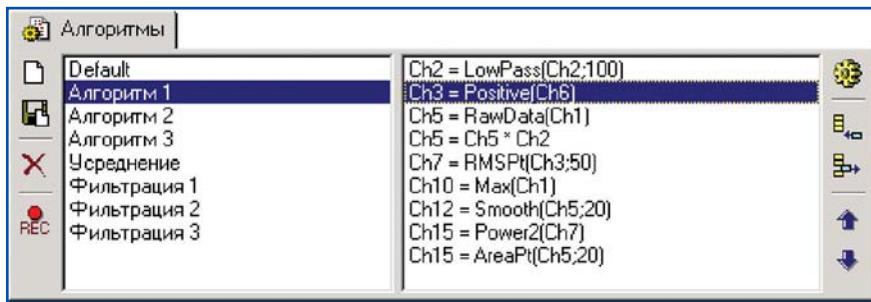 Алгоритмы
Default
Алгоритм 1
Алгоритм 2
Алгоритм 3
Усреднение
Фильтрация 1
Фильтрация 2
Фильтрация 3
REC
Ch2 = LowPass(Ch2;100)
Ch3 = Positive(Ch6)
Ch5 = RawData(Ch1)
Ch5 = Ch5 * Ch2
Ch7 = RMSPt(Ch3;50)
Ch10 = Max(Ch1)
Ch12 = Smooth(Ch5;20)
Ch15 = Power2(Ch7)
Ch15 = AreaPt(Ch5;20)